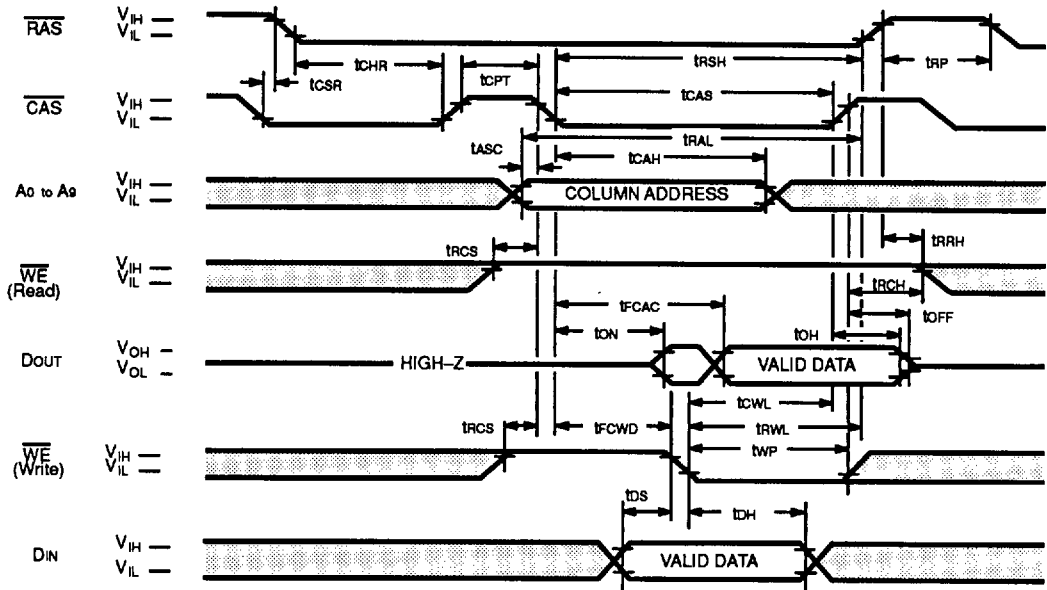 RAS VIH VIL
tCHR tCPT tRSH tRP
tCSR
CAS VIH VIL
tCAS
tRAL
tASC tCAH
A0 to A9 VIH VIL COLUMN ADDRESS
tRCS tRRH
WE (Read) VIH VIL
tRCH
tFCAC tOFF
tON tOH
DOUT VOH VOL HIGH–Z VALID DATA
tCWL
tRCS tFCWD tRWL
WE (Write) VIH VIL
tWP
tDS tDH
DIN VIH VIL VALID DATA